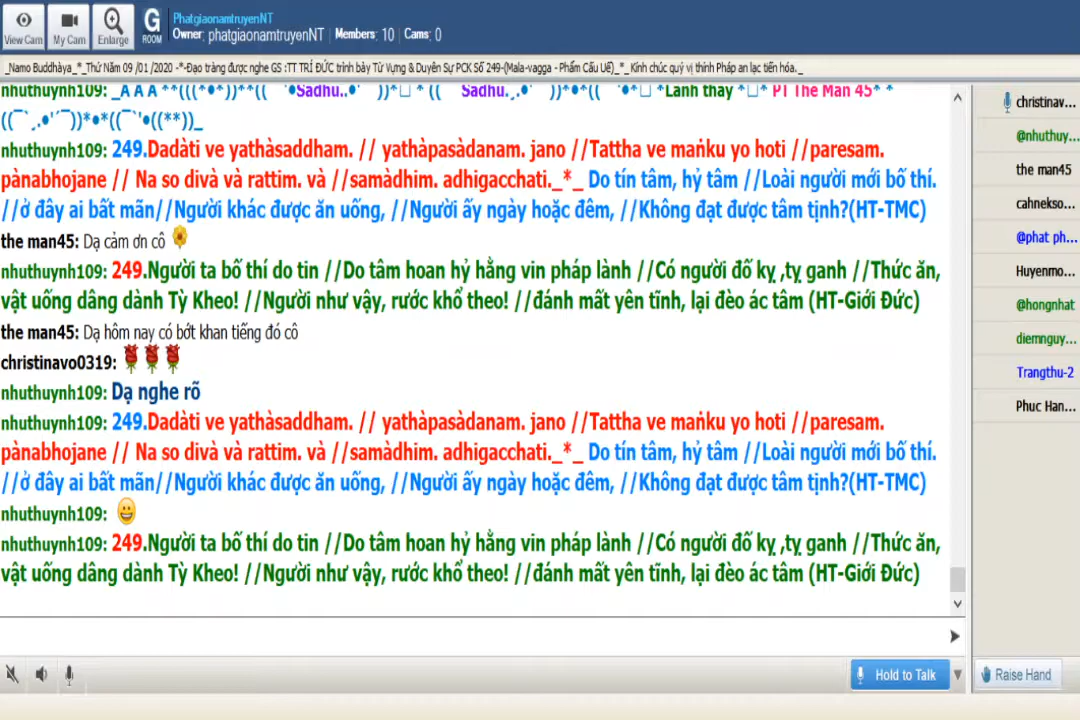 View Cam
My Cam
Enlarge
G
ROOM
PhatgiaonamtruyenNT
Owner: phatgiaonamtruyenNT | Members: 10 | Cams: 0
_Namo Buddhàya_*_Thứ Năm 09 /01 /2020 -*-Đạo tràng được nghe GS :TT TRÍ ĐỨC trình bày Từ Vựng & Duyên Sự PCK Số 249-(Mala-vagga - Phẩm Cấu Uế)_*_ Kính chúc quý vị thính Pháp an lạc tiến hóa._
nhuthuynh109: _Â Â Â **(((*•*))**(( ¨'•Sadhu..•' ))*•□ * (( Sadhu.¸.•' ))*•*(( '•*□ *Lành thay *□* PT The Man 45* *
((¯`¸.•'´¯))*•*((¯`'•((**))_
nhuthuynh109: 249.Dadàti ve yathàsaddham. // yathàpasàdanam. jano //Tattha ve maṅku yo hoti //paresam.
pànabhojane // Na so divà và rattim. và //samàdhim. adhigacchati._*_ Do tín tâm, hỷ tâm //Loài người mới bố thí.
//ở đây ai bất mãn//Người khác được ăn uống, //Người ấy ngày hoặc đêm, //Không đạt được tâm tịnh?(HT-TMC)
the man45: Dạ cảm ơn cô
nhuthuynh109: 249.Người ta bố thí do tin //Do tâm hoan hỷ hằng vin pháp lành //Có người đố kỵ ,tỵ ganh //Thức ăn,
vật uống dâng dành Tỳ Kheo! //Người như vậy, rước khổ theo! //đánh mất yên tĩnh, lại đèo ác tâm (HT-Giới Đức)
the man45: Dạ hôm nay có bớt khan tiếng đó cô
christinavo0319:
nhuthuynh109: Dạ nghe rõ
nhuthuynh109: 249.Dadàti ve yathàsaddham. // yathàpasàdanam. jano //Tattha ve maṅku yo hoti //paresam.
pànabhojane // Na so divà và rattim. và //samàdhim. adhigacchati._*_ Do tín tâm, hỷ tâm //Loài người mới bố thí.
//ở đây ai bất mãn//Người khác được ăn uống, //Người ấy ngày hoặc đêm, //Không đạt được tâm tịnh?(HT-TMC)
nhuthuynh109:
nhuthuynh109: 249.Người ta bố thí do tin //Do tâm hoan hỷ hằng vin pháp lành //Có người đố kỵ ,tỵ ganh //Thức ăn,
vật uống dâng dành Tỳ Kheo! //Người như vậy, rước khổ theo! //đánh mất yên tĩnh, lại đèo ác tâm (HT-Giới Đức)
christinav...
@nhuthuy...
the man45
cahnekso...
@phat ph...
Huyenmo...
@hongnhat
diemnguy...
Trangthu-2
Phuc Han...
Hold to Talk
Raise Hand